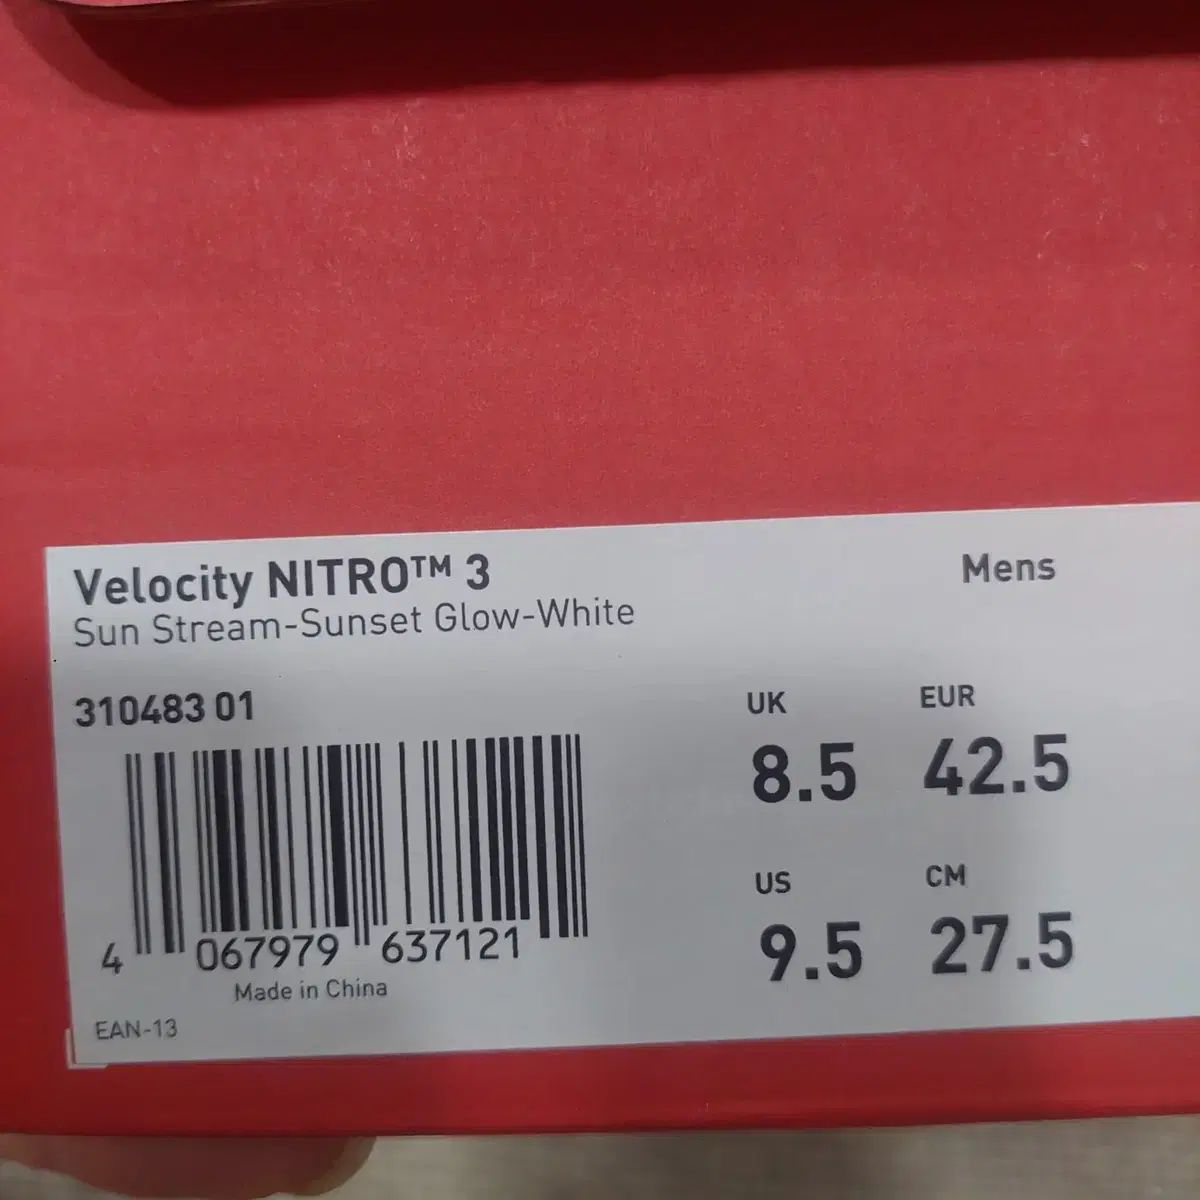 Velocity NITRO™ 3
Mens
Sun Stream-Sunset Glow-White
310483 01
UK EUR
8.5 42.5
US CM
9.5 27.5
4 067979 637121
Made in China
EAN-13